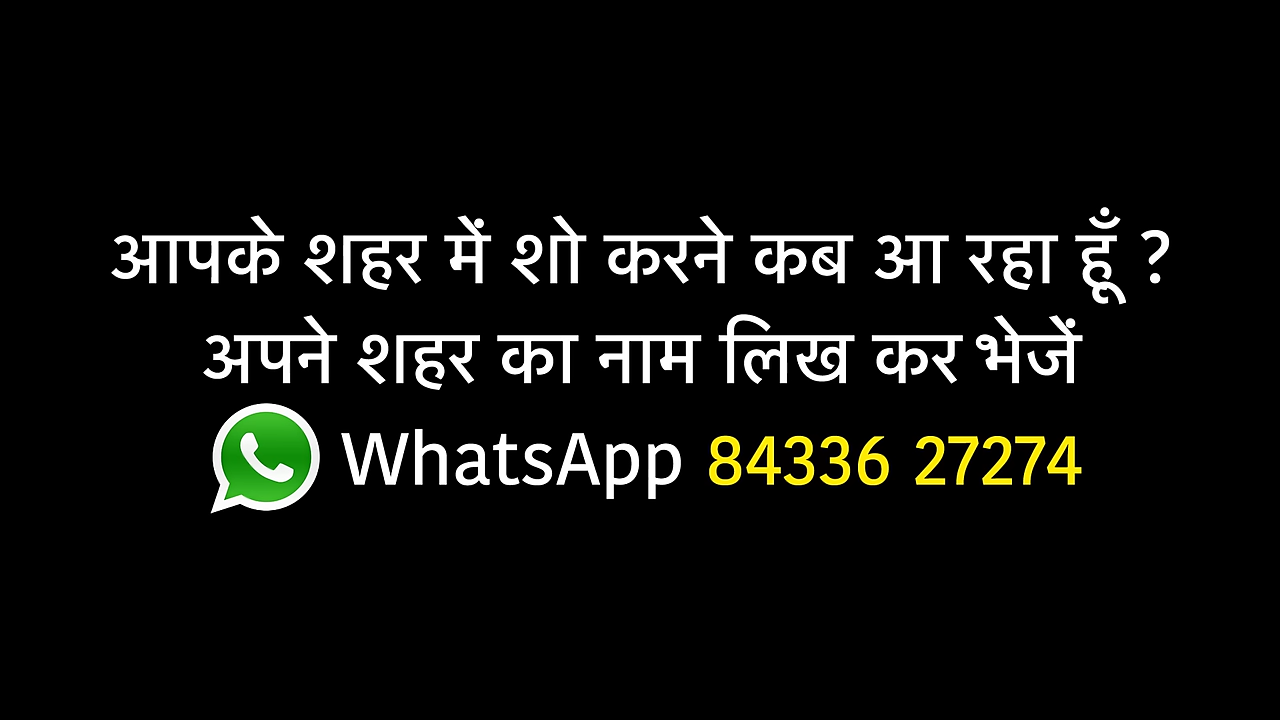 आपके शहर में शो करने कब आ रहा हूँ ?
अपने शहर का नाम लिख कर भेजें
WhatsApp 84336 27274